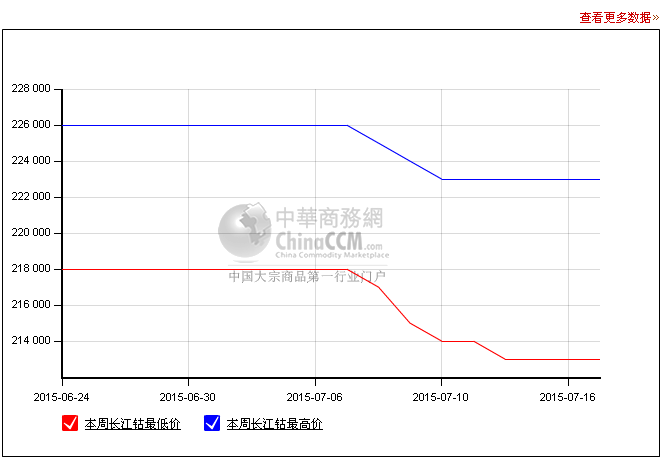 查看更多数据»
228 000
226 000
224 000
222 000
220 000
218 000
216 000
214 000
中華商務網
ChinaCCM.com
China Commodity Marketplace
中国大宗商品第一行业门户
2015-06-24 2015-06-30 2015-07-06 2015-07-10 2015-07-16
本周长江钴最低价 本周长江钴最高价